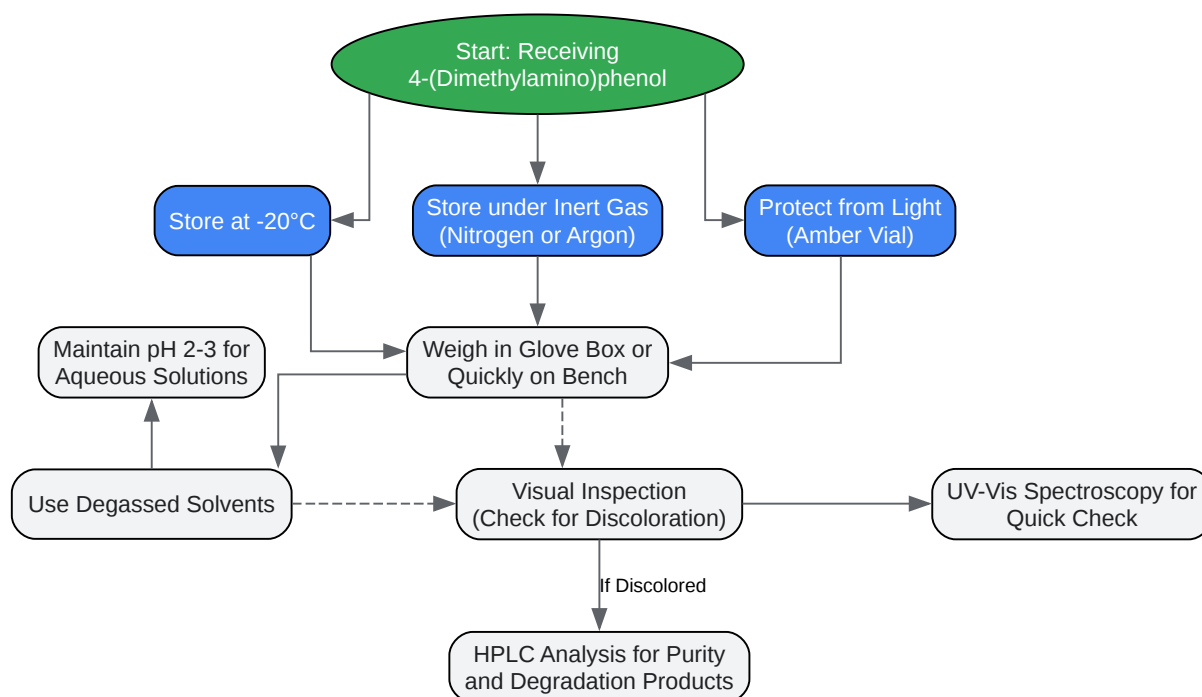 Start: Receiving
4-(Dimethylamino)phenol
Store at -20°C
Store under Inert Gas
(Nitrogen or Argon)
Protect from Light
(Amber Vial)
Maintain pH 2-3 for
Aqueous Solutions
Weigh in Glove Box or
Quickly on Bench
Use Degassed Solvents
Visual Inspection
(Check for Discoloration)
UV-Vis Spectroscopy for
Quick Check
If Discolored
HPLC Analysis for Purity
and Degradation Products